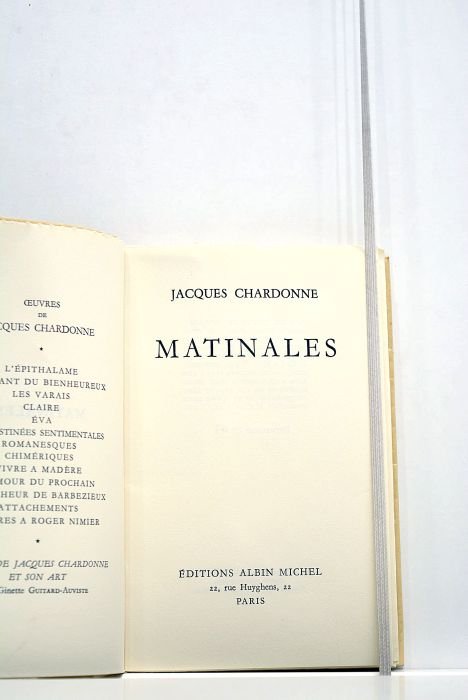 ŒUVRES
DE
CQUES CHARDONNE
L'ÉPITHALAME
ANT DU BIENHEUREUX
LES VARAIS
CLAIRE
ÉVA
STINÉES SENTIMENTALES
ROMANESQUES
CHIMÉRIQUES
VIVRE A MADÈRE
MOUR DU PROCHAIN
HEUR DE BARBEZIEUX
ATTACHEMENTS
RES A ROGER NIMIER
DE JACQUES CHARDONNE
ET SON ART
Ginette GUITARD-AUVISTE
JACQUES CHARDONNE
MATINALES
ÉDITIONS ALBIN MICHEL
22, rue Huyghens, 22
PARIS